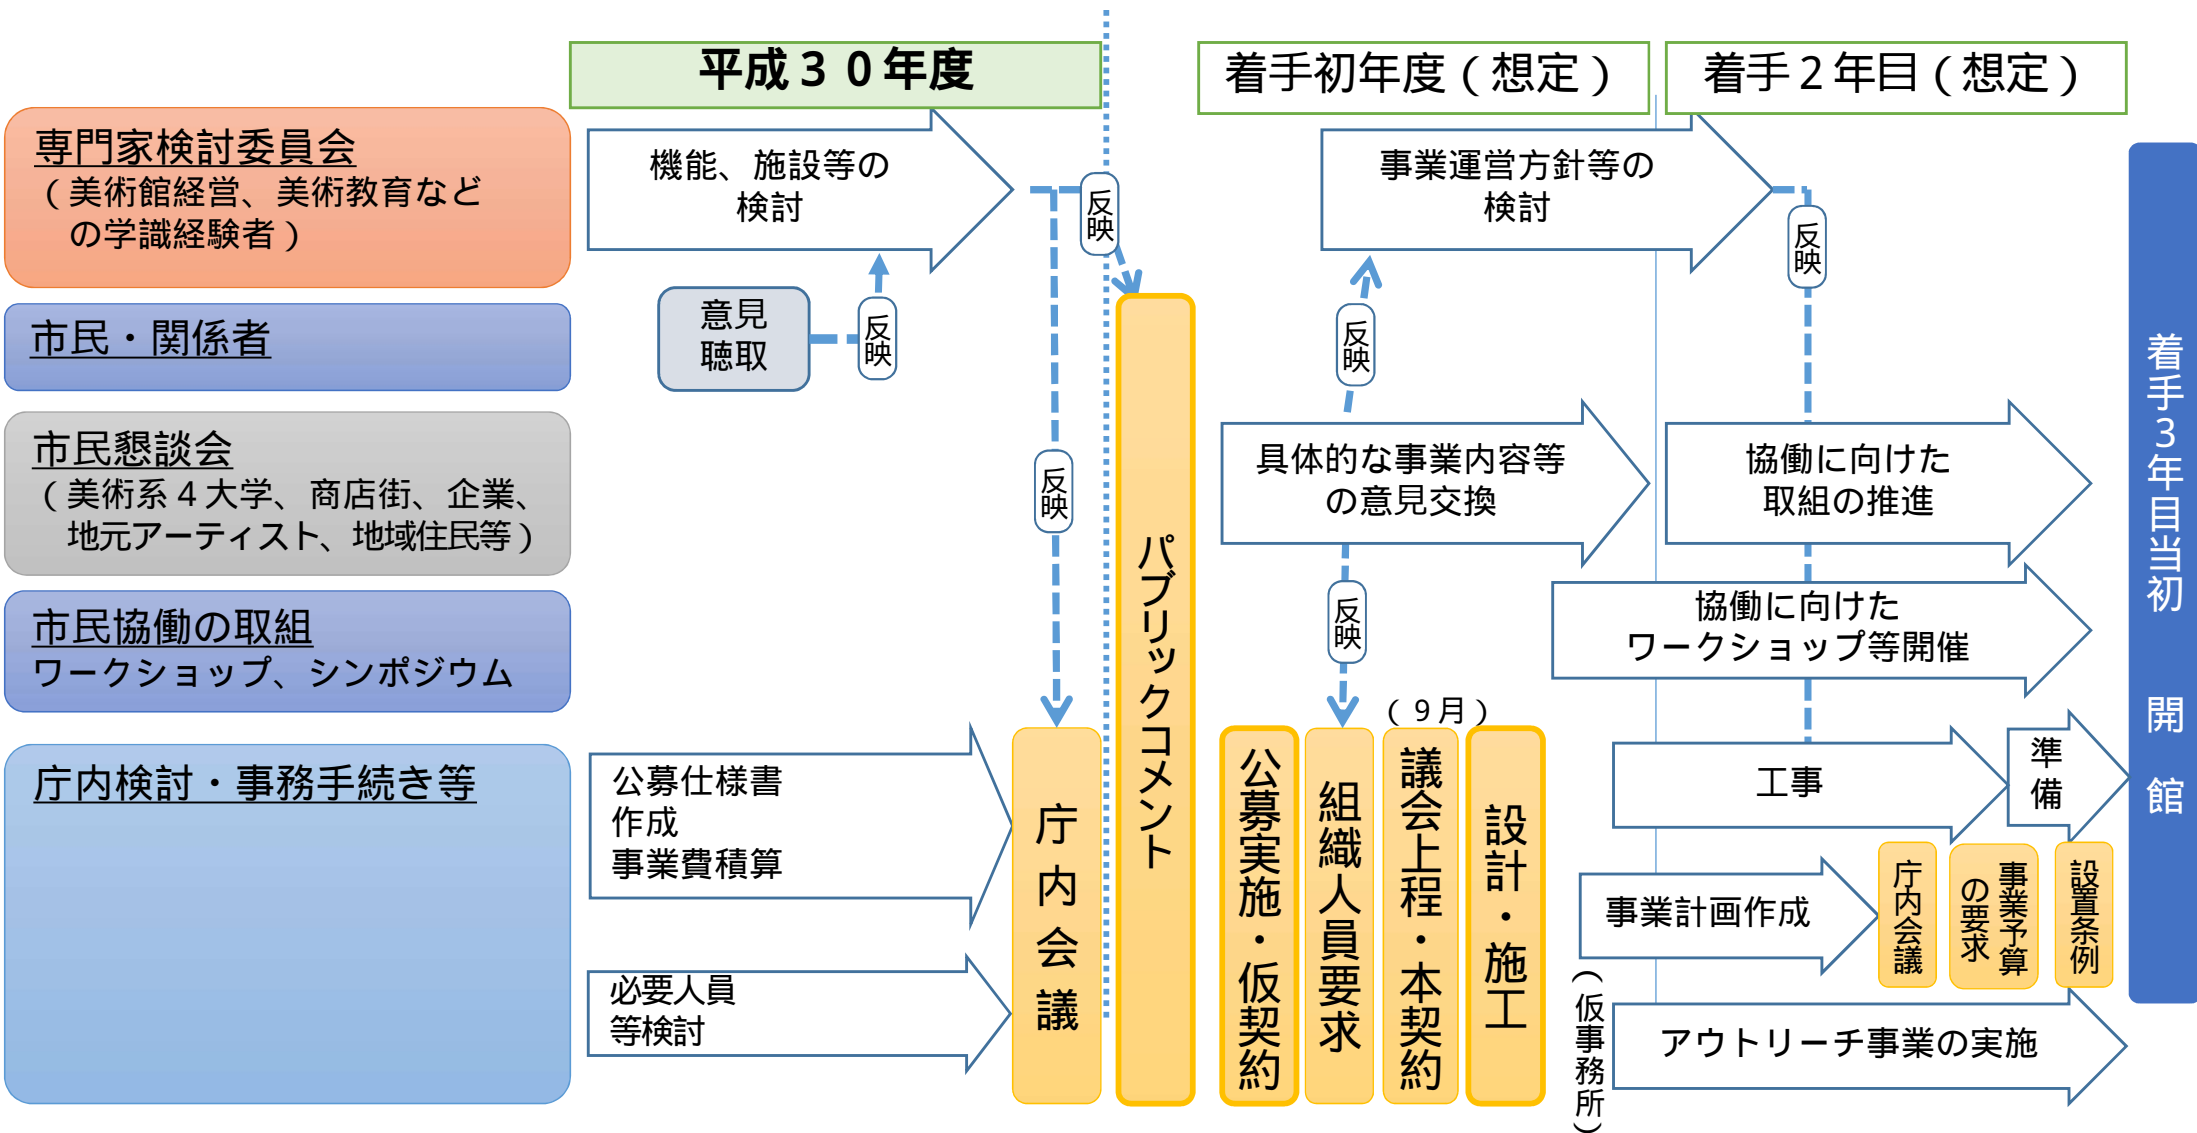 平成３０年度
着手初年度（想定）
着手２年目（想定）
専門家検討委員会
（美術館経営、美術教育など
の学識経験者）
機能、施設等の
検討
反映
事業運営方針等の
検討
反映
市民・関係者
意見
聴取
反映
反映
市民懇談会
（美術系４大学、商店街、企業、
地元アーティスト、地域住民等）
反映
具体的な事業内容等
の意見交換
協働に向けた
取組の推進
市民協働の取組
ワークショップ、シンポジウム
反映
協働に向けた
ワークショップ等開催
パブリックコメント
庁内検討・事務手続き等
公募仕様書
作成
事業費積算
必要人員
等検討
庁内会議
公募実施・仮契約
組織人員要求
（９月）
議会上程・本契約
設計・施工
工事
準
備
事業計画作成
庁内会議
事業予算
の要求
設置条例
（仮事務所）
アウトリーチ事業の実施
着手３年目当初　開館